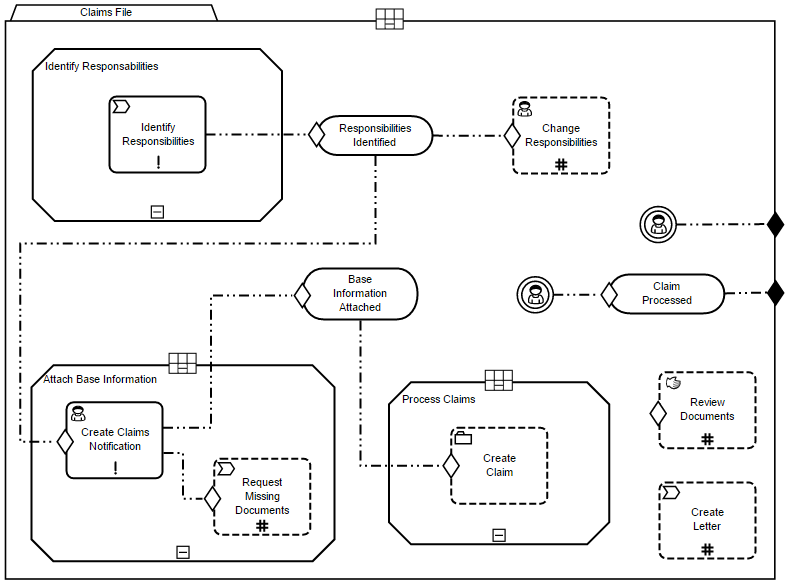 Claims File
Identify Responsabilities
Identify
Responsibilities
!
Responsibilities
Identified
Change
Responsibilities
Base
Information
Attached
Claim
Processed
Attach Base Information
Create Claims
Notification
!
Request
Missing
Documents
Process Claims
Create
Claim
Review
Documents
Create
Letter